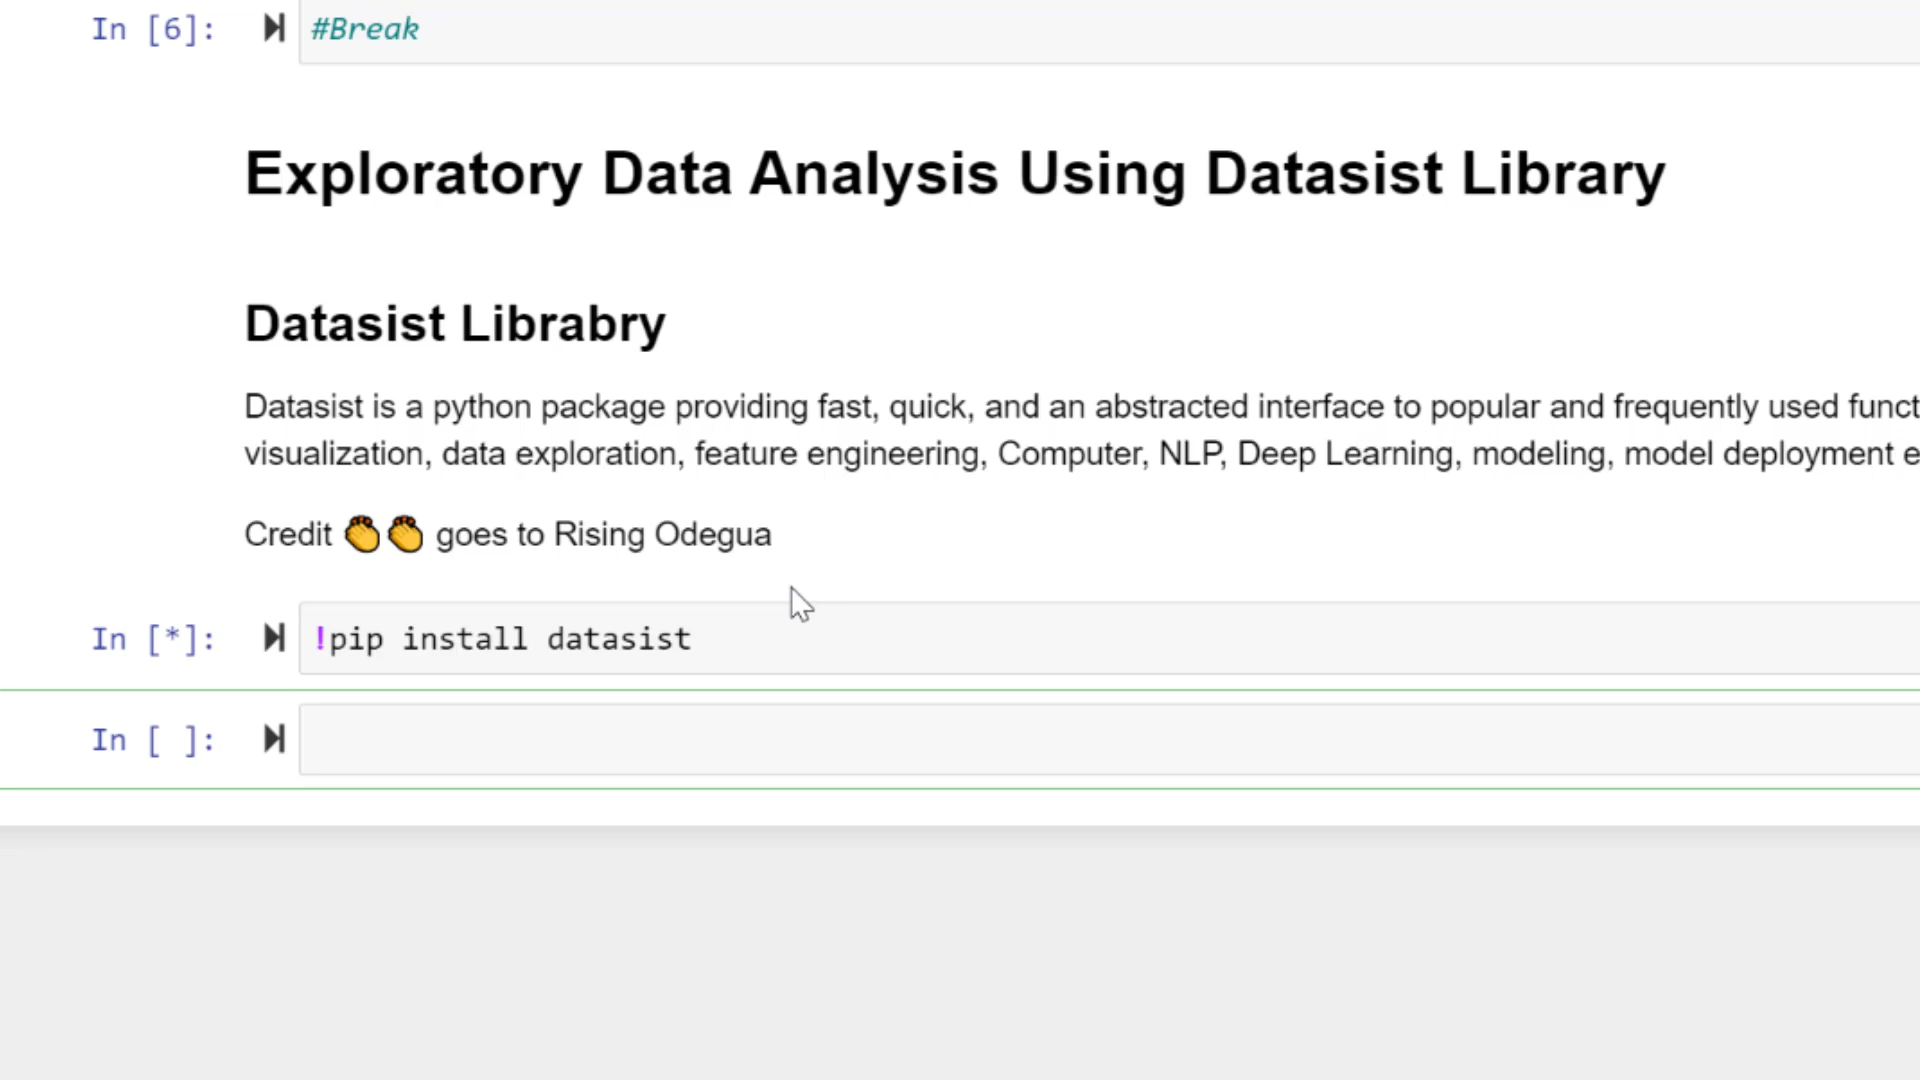 In [6]: #Break
Exploratory Data Analysis Using Datasist Library
Datasist Librabry
Datasist is a python package providing fast, quick, and an abstracted interface to popular and frequently used funct
visualization, data exploration, feature engineering, Computer, NLP, Deep Learning, modeling, model deployment e
Credit 👏👏 goes to Rising Odegua
In [*]: !pip install datasist
In [ ]: